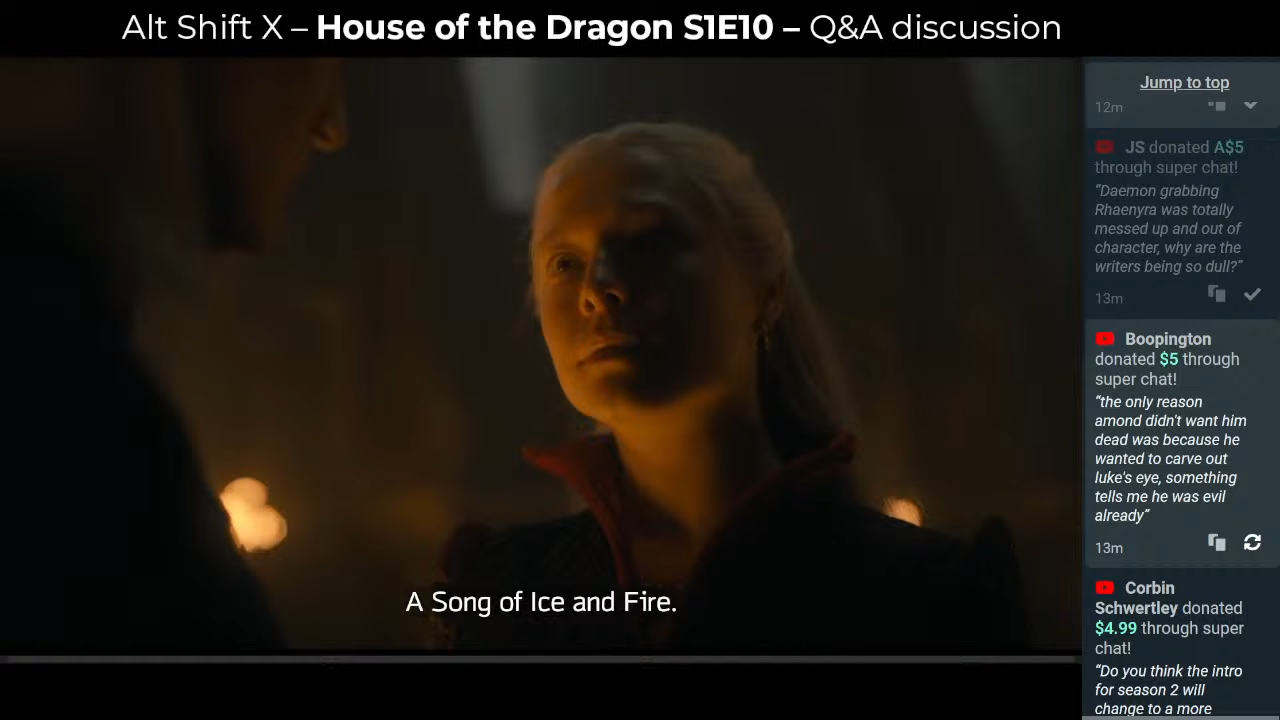 Alt Shift X – House of the Dragon S1E10 – Q&A discussion
Jump to top
12m
JS donated A$5
through super chat!
“Daemon grabbing
Rhaenyra was totally
messed up and out of
character, why are the
writers being so dull?”
13m
Boopington
donated $5 through
super chat!
“the only reason
amond didn't want him
dead was because he
wanted to carve out
luke's eye, something
tells me he was evil
already”
13m
Corbin
Schwertley donated
$4.99 through super
chat!
“Do you think the intro
for season 2 will
change to a more
A Song of Ice and Fire.